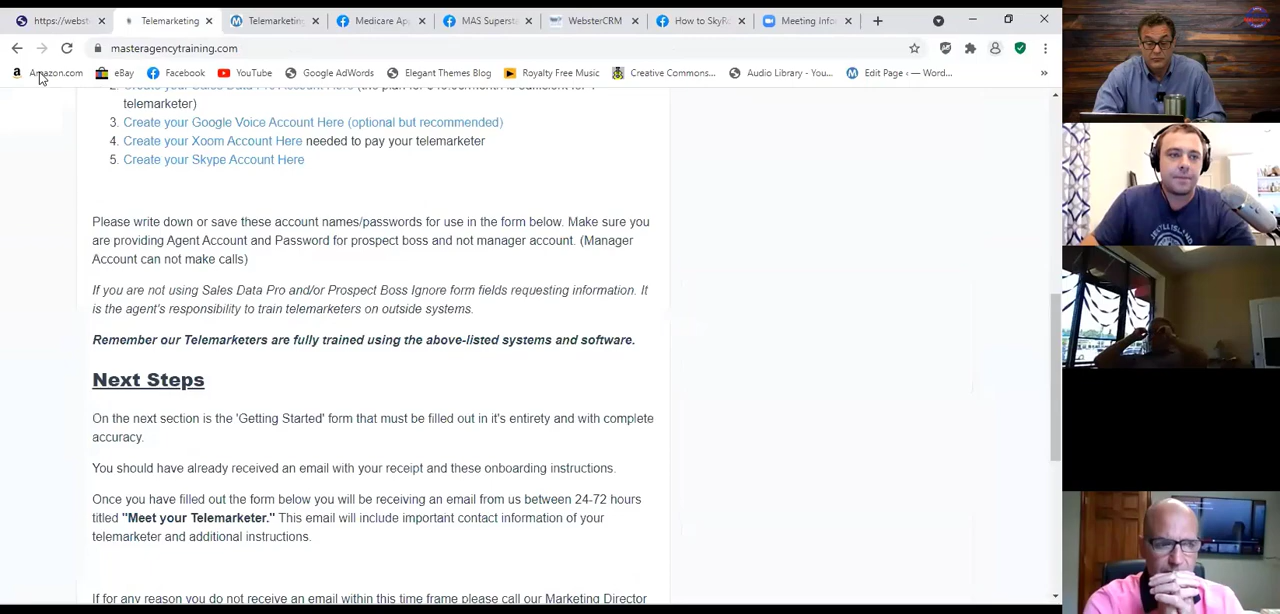 https://webst
Telemarketing
Telemarketing
Medicare Ap
MAS Supersta
WebsterCRM
How to SkyRo
Meeting Infor
masteragencytraining.com
Amazon.com
eBay
Facebook
YouTube
Google AdWords
Elegant Themes Blog
Royalty Free Music
Creative Commons...
Audio Library - You...
Edit Page ‹ — Word...
»
telemarketer)
3. Create your Google Voice Account Here (optional but recommended)
4. Create your Xoom Account Here needed to pay your telemarketer
5. Create your Skype Account Here
Please write down or save these account names/passwords for use in the form below. Make sure you
are providing Agent Account and Password for prospect boss and not manager account. (Manager
Account can not make calls)
If you are not using Sales Data Pro and/or Prospect Boss Ignore form fields requesting information. It
is the agent's responsibility to train telemarketers on outside systems.
Remember our Telemarketers are fully trained using the above-listed systems and software.
Next Steps
On the next section is the 'Getting Started' form that must be filled out in it's entirety and with complete
accuracy.
You should have already received an email with your receipt and these onboarding instructions.
Once you have filled out the form below you will be receiving an email from us between 24-72 hours
titled "Meet your Telemarketer." This email will include important contact information of your
telemarketer and additional instructions.
If for any reason you do not receive an email within this time frame please call our Marketing Director